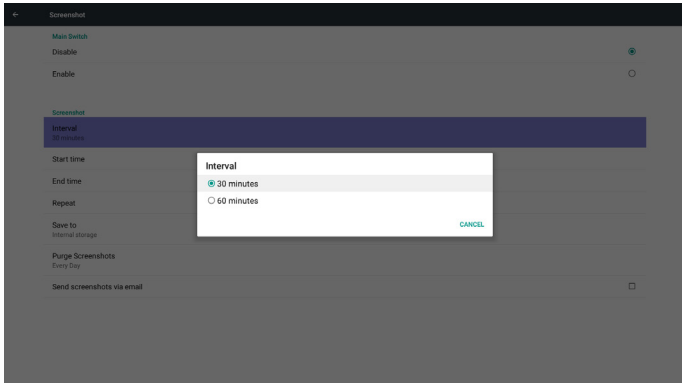 Screenshot
Main Switch
Disable
Enable
Screenshot
Interval
30 minutes
Start time
End time
Repeat
Save to
Internal storage
Purge Screenshots
Every Day
Send screenshots via email
Interval
30 minutes
60 minutes
CANCEL